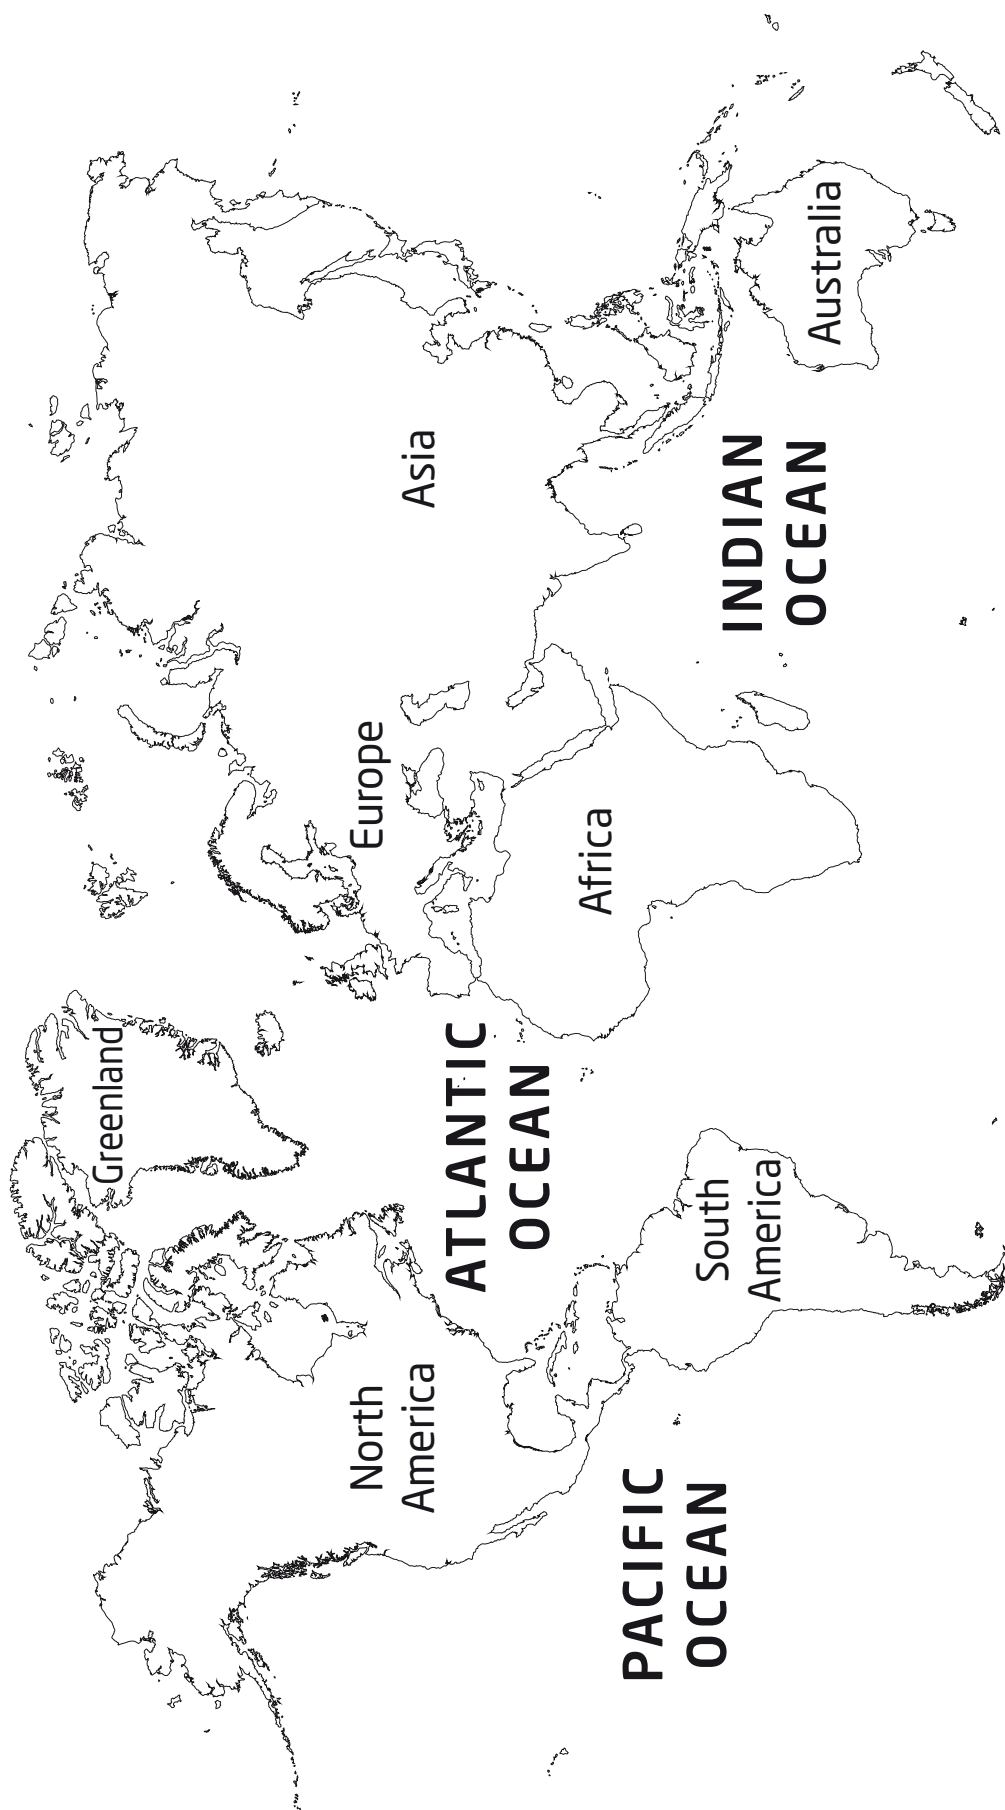 Greenland
North
America
Europe
Asia
ATLANTIC
OCEAN
Africa
PACIFIC
OCEAN
South
America
INDIAN
OCEAN
Australia